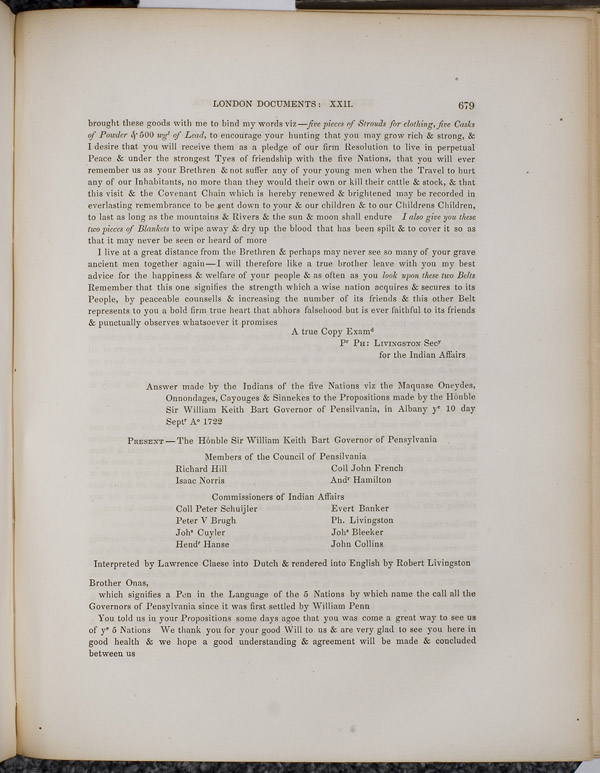 LONDON DOCUMENTS: XXII. 679
brought these goods with me to bind my words viz—five pieces of Strouds for clothing, five Casks
of Powder & 500 wgt of Lead, to encourage your hunting that you may grow rich & strong, &
I desire that you will receive them as a pledge of our firm Resolution to live in perpetual
Peace & under the strongest Tyes of friendship with the five Nations, that you will ever
remember us as your Brethren & not suffer any of your young men when the Travel to hurt
any of our Inhabitants, no more than they would their own or kill their cattle & stock, & that
this visit & the Covenant Chain which is hereby renewed & brightened may be recorded in
everlasting remembrance to be sent down to your & our children & to our Childrens Children,
to last as long as the mountains & Rivers & the sun & moon shall endure I also give you these
two pieces of Blankets to wipe away & dry up the blood that has been spilt & to cover it so as
that it may never be seen or heard of more
I live at a great distance from the Brethren & perhaps may never see so many of your grave
ancient men together again—I will therefore like a true brother leave with you my best
advice for the happiness & welfare of your people & as often as you look upon these two Belts
Remember that this one signifies the strength which a wise nation acquires & secures to its
People, by peaceable counsells & increasing the number of its friends & this other Belt
represents to you a bold firm true heart that abhors falsehood but is ever faithful to its friends
& punctually observes whatsoever it promises
A true Copy Examd
Pr PH: LIVINGSTON Secy
for the Indian Affairs
Answer made by the Indians of the five Nations viz the Maquase Oneydes,
Onnondages, Cayouges & Sinnekes to the Propositions made by the Hönble
Sir William Keith Bart Governor of Pensilvania, in Albany ye 10 day
Septr Ao 1722
PRESENT—The Hönble Sir William Keith Bart Governor of Pensylvania
Members of the Council of Pensilvania
Richard Hill Coll John French
Isaac Norris Andr Hamilton
Commissioners of Indian Affairs
Coll Peter Schuijler Evert Banker
Peter V Brugh Ph. Livingston
Johs Cuyler Johs Bleeker
Hendr Hanse John Collins
Interpreted by Lawrence Claese into Dutch & rendered into English by Robert Livingston
Brother Onas,
which signifies a Pen in the Language of the 5 Nations by which name the call all the
Governors of Pensylvania since it was first settled by William Penn
You told us in your Propositions some days agoe that you was come a great way to see us
of ye 5 Nations We thank you for your good Will to us & are very glad to see you here in
good health & we hope a good understanding & agreement will be made & concluded
between us